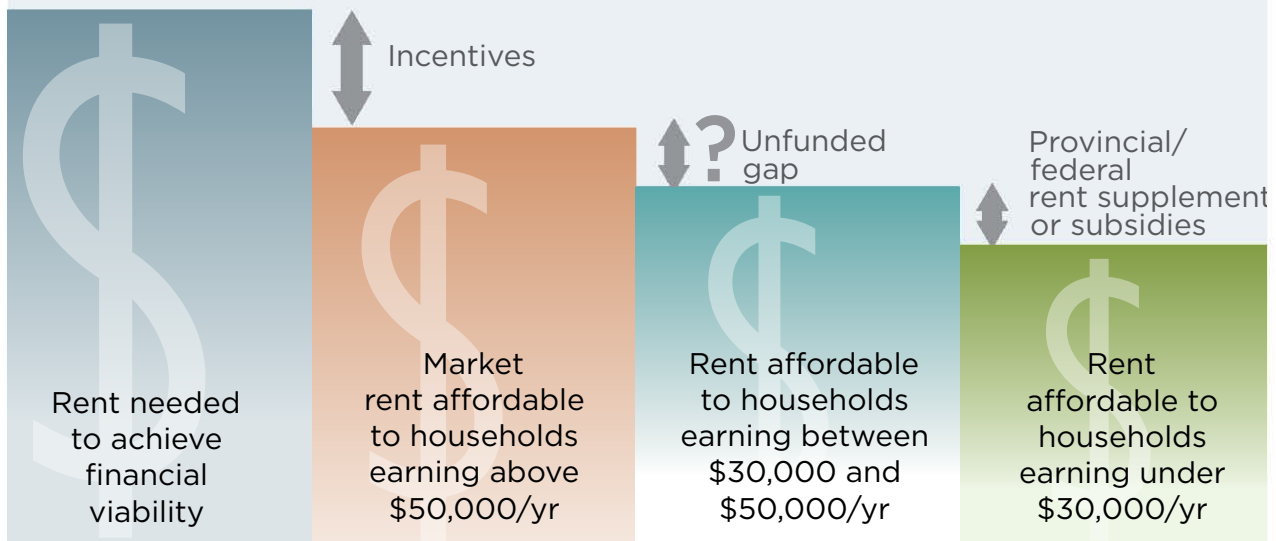 Incentives
?
Unfunded
gap
Provincial/
federal
rent supplement
or subsidies
$
Rent needed
to achieve
financial
viability
$
Market
rent affordable
to households
earning above
$50,000/yr
$
Rent affordable
to households
earning between
$30,000 and
$50,000/yr
$
Rent
affordable to
households
earning under
$30,000/yr